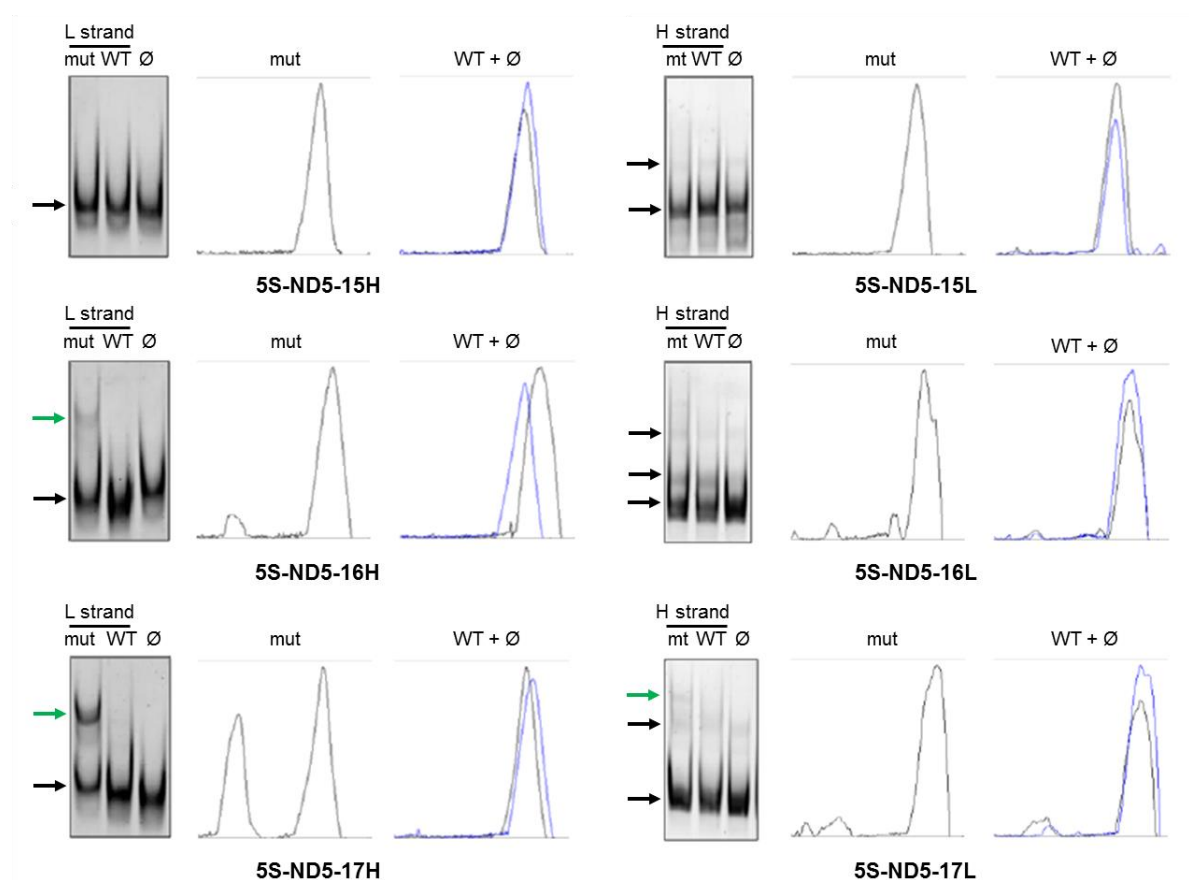 L strand
mut WT Ø
mut
WT + Ø
5S-ND5-15H
H strand
mt WT Ø
mut
WT + Ø
5S-ND5-15L
L strand
mut WT Ø
mut
WT + Ø
5S-ND5-16H
H strand
mt WT Ø
mut
WT + Ø
5S-ND5-16L
L strand
mut WT Ø
mut
WT + Ø
5S-ND5-17H
H strand
mt WT Ø
mut
WT + Ø
5S-ND5-17L